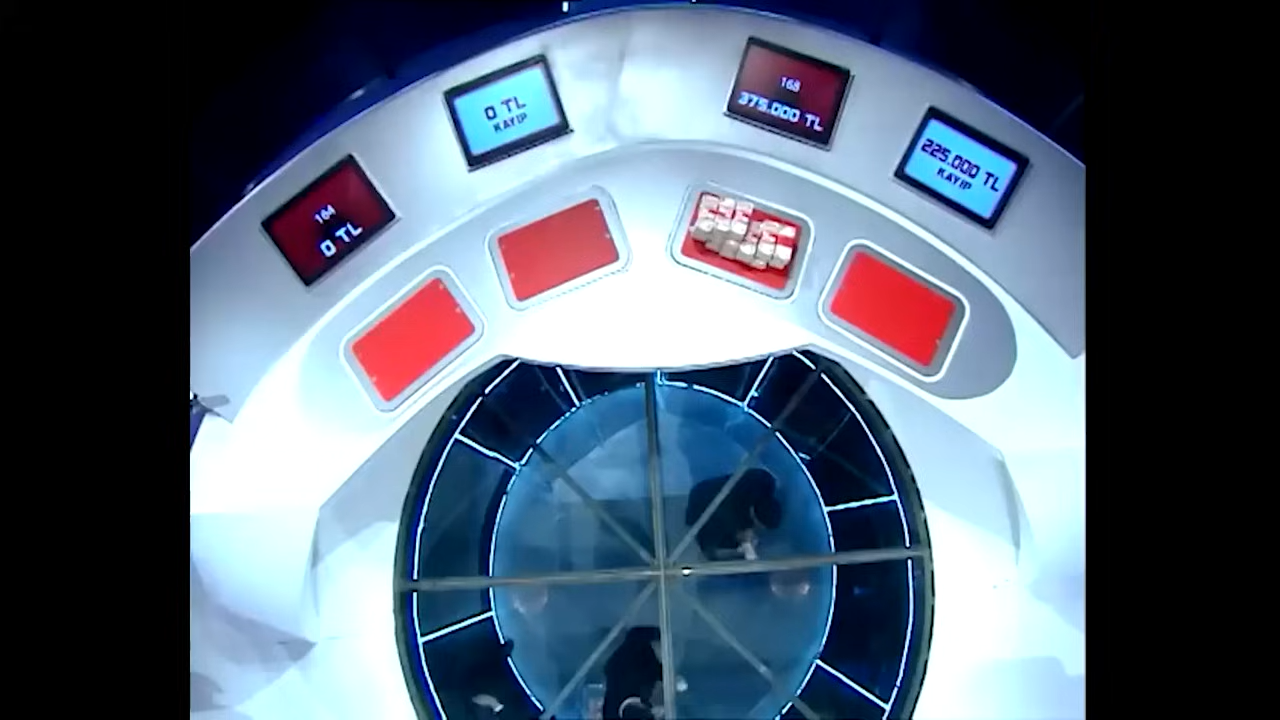 164
0 TL
0 TL
KAYIP
168
375.000 TL
225.000 TL
KAYIP